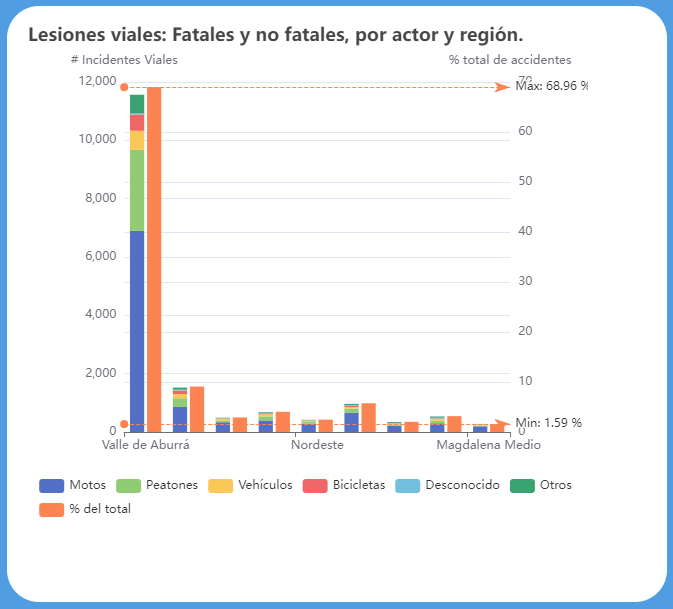 Lesiones viales: Fatales y no fatales, por actor y región.
# Incidentes Viales
% total de accidentes
12,000
10,000
8,000
6,000
4,000
2,000
0
70
60
50
40
30
20
10
0
Máx: 68.96 %
Min: 1.59 %
Valle de Aburrá
Nordeste
Magdalena Medio
Motos
Peatones
Vehículos
Bicicletas
Desconocido
Otros
% del total